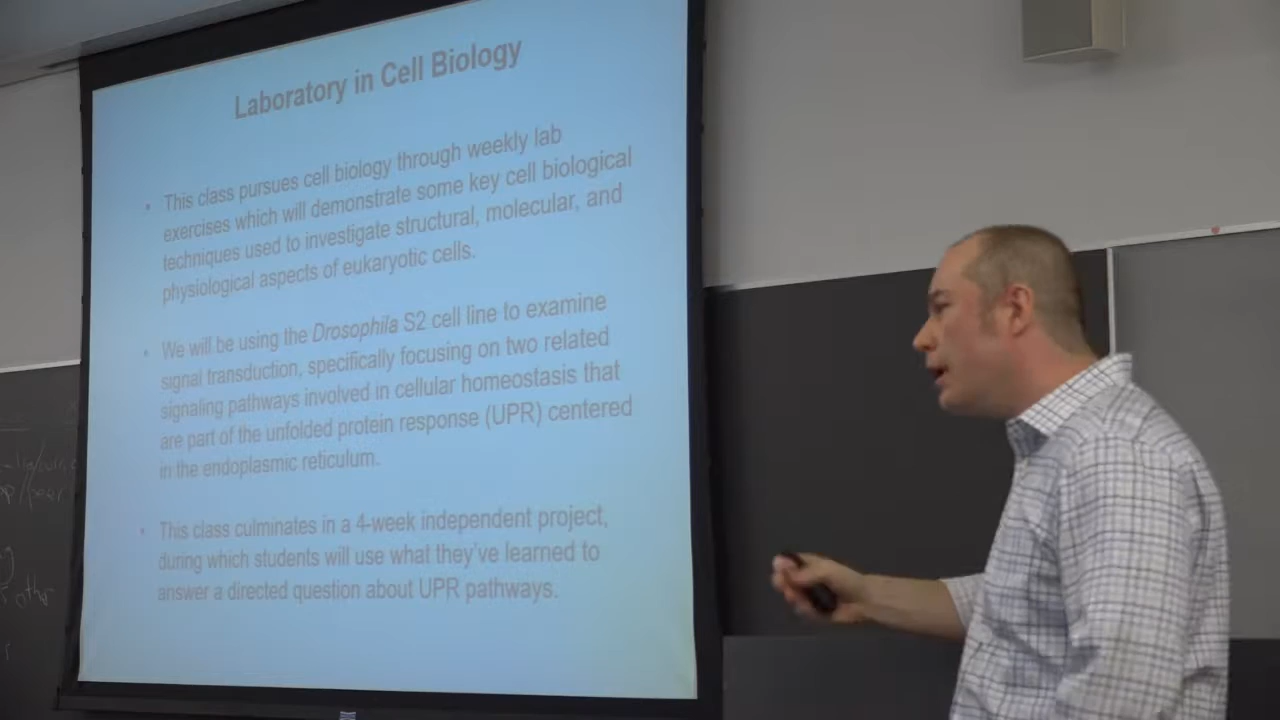 Laboratory in Cell Biology
• This class pursues cell biology through weekly lab
exercises which will demonstrate some key cell biological
techniques used to investigate structural, molecular, and
physiological aspects of eukaryotic cells.
• We will be using the Drosophila S2 cell line to examine
signal transduction, specifically focusing on two related
signaling pathways involved in cellular homeostasis that
are part of the unfolded protein response (UPR) centered
in the endoplasmic reticulum.
• This class culminates in a 4-week independent project,
during which students will use what they've learned to
answer a directed question about UPR pathways.